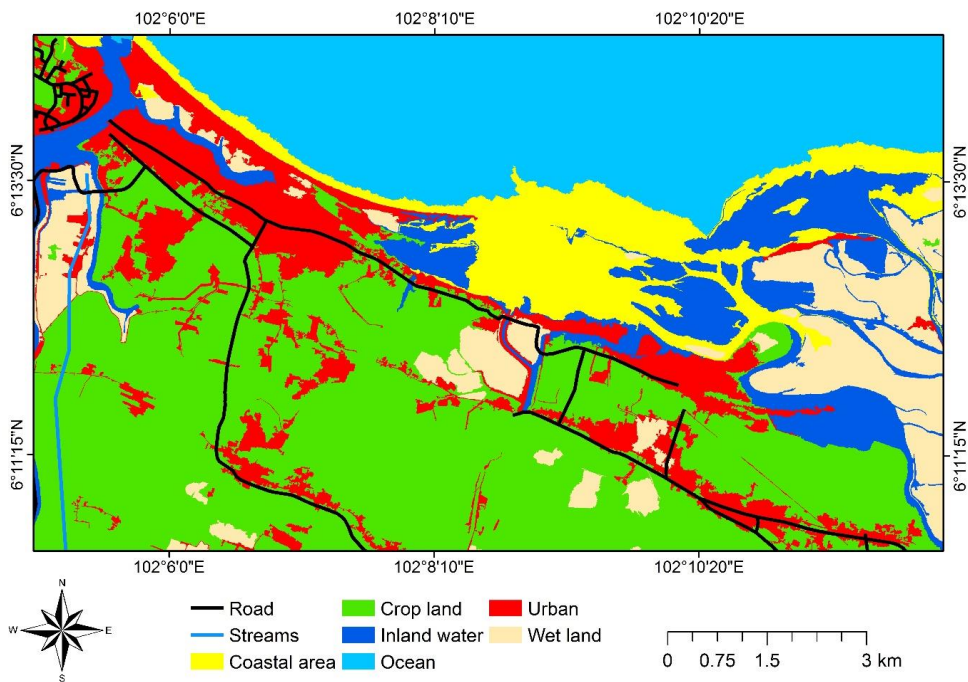 102°6'0"E 102°8'10"E 102°10'20"E
6°13'30"N 6°13'30"N
6°11'15"N 6°11'15"N
102°6'0"E 102°8'10"E 102°10'20"E
N
W E
S
Road Crop land Urban
Streams Inland water Wet land
Coastal area Ocean
0 0.75 1.5 3 km